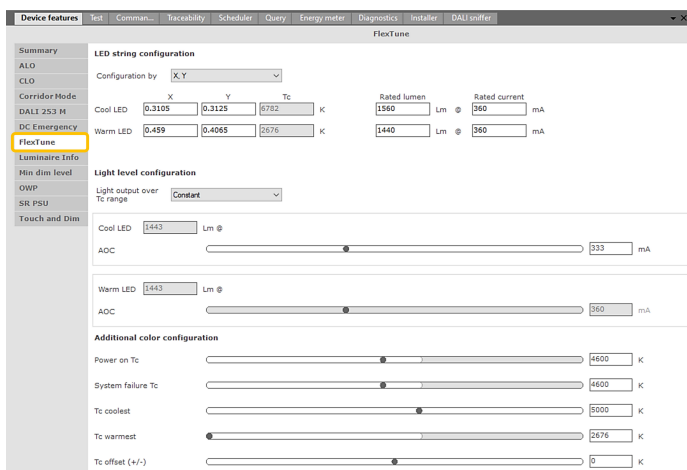 Device features Test Comman... Traceability Scheduler Query Energy meter Diagnostics Installer DALI sniffer
FlexTune
Summary
ALO
CLO
Corridor Mode
DALI 253 M
DC Emergency
FlexTune
Luminaire Info
Min dim level
OWP
SR PSU
Touch and Dim
LED string configuration
Configuration by X, Y
X Y Tc Rated lumen Rated current
Cool LED 0.3105 0.3125 6782 K 1560 Lm @ 360 mA
Warm LED 0.459 0.4065 2676 K 1440 Lm @ 360 mA
Light level configuration
Light output over
Tc range
Constant
Cool LED 1443 Lm @
AOC 333 mA
Warm LED 1443 Lm @
AOC 360 mA
Additional color configuration
Power on Tc 4600 K
System failure Tc 4600 K
Tc coolest 5000 K
Tc warmest 2676 K
Tc offset (+/-) 0 K